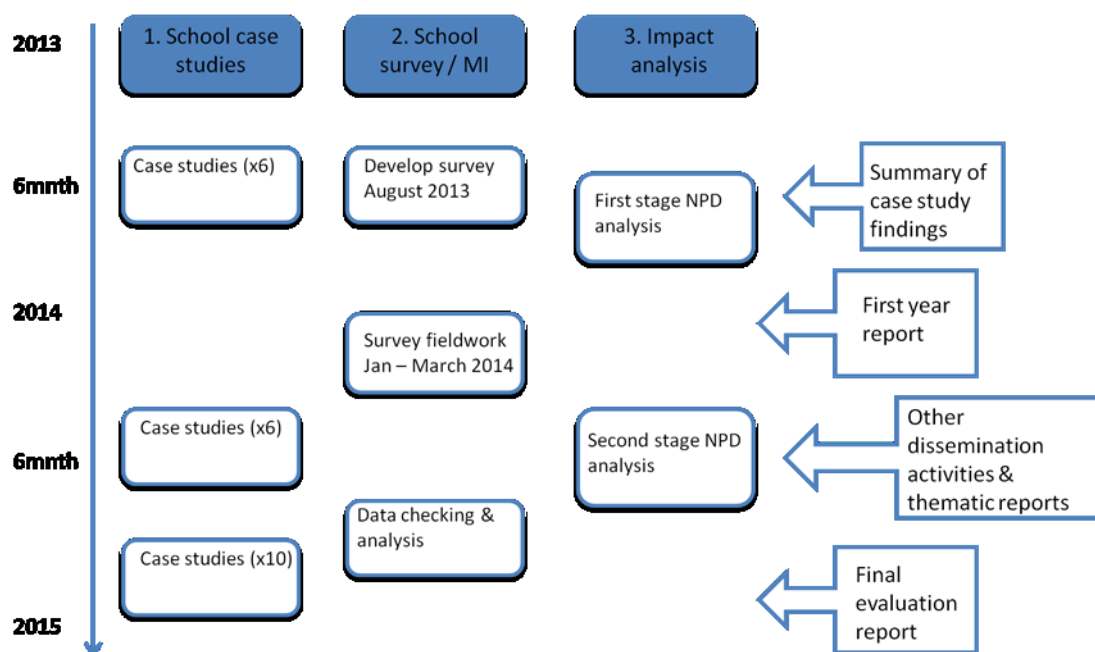 2013
1. School case
studies
2. School
survey / MI
3. Impact
analysis
6mnth
Case studies (x6)
Develop survey
August 2013
First stage NPD
analysis
Summary of
case study
findings
2014
Survey fieldwork
Jan – March 2014
First year
report
6mnth
Case studies (x6)
Second stage NPD
analysis
Other
dissemination
activities &
thematic reports
Data checking &
analysis
Case studies (x10)
Final
evaluation
report
2015